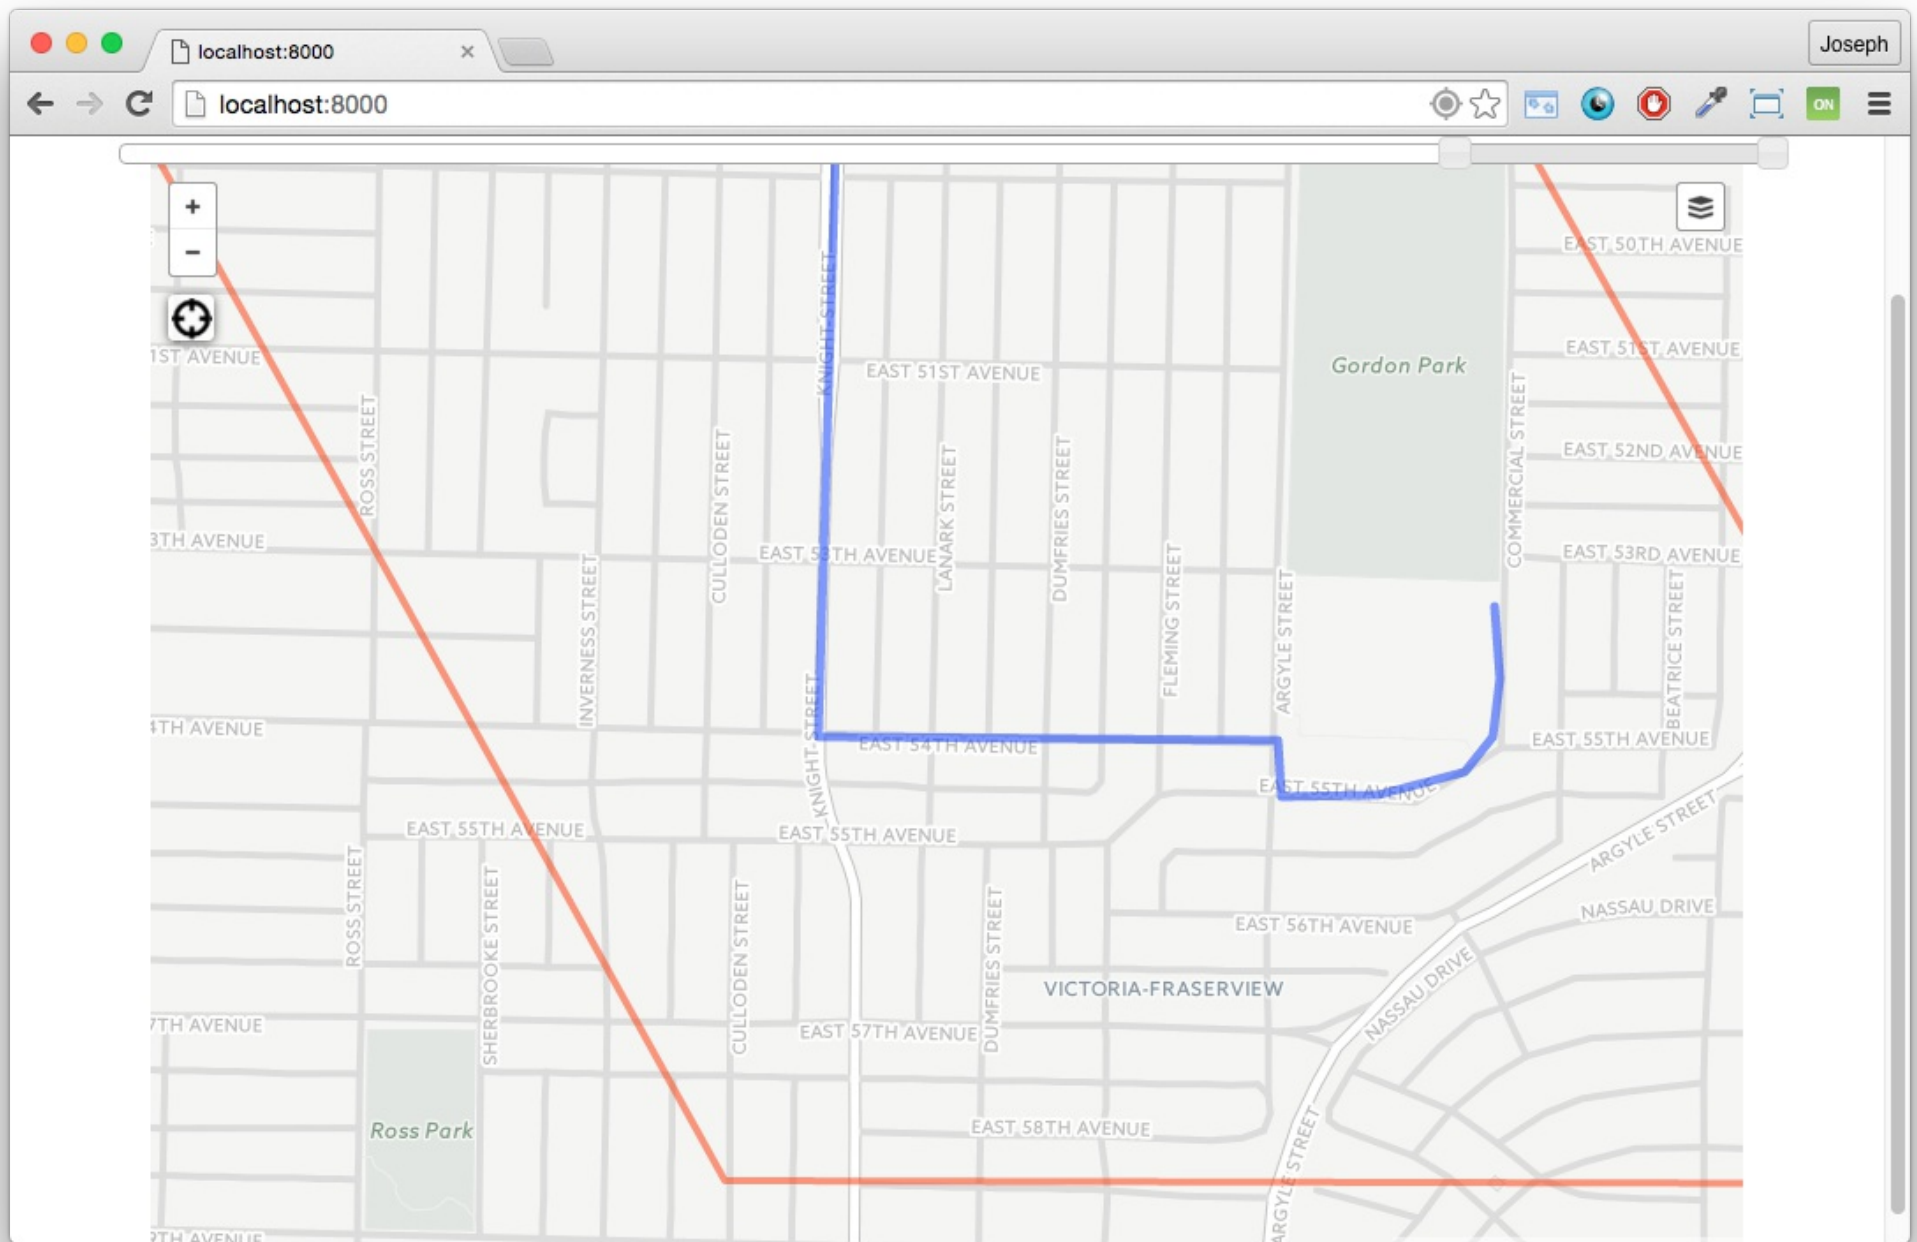 localhost:8000
Joseph
localhost:8000
ON
+
−
EAST 50TH AVENUE
KNIGHT STREET
1ST AVENUE
EAST 51ST AVENUE
EAST 51ST AVENUE
Gordon Park
ROSS STREET
COMMERCIAL STREET
CULLODEN STREET
LANARK STREET
DUMFRIES STREET
EAST 52ND AVENUE
3TH AVENUE
EAST 53TH AVENUE
EAST 53RD AVENUE
INVERNESS STREET
FLEMING STREET
ARGYLE STREET
BEATRICE STREET
KNIGHT STREET
4TH AVENUE
EAST 54TH AVENUE
EAST 55TH AVENUE
EAST 55TH AVENUE
EAST 55TH AVENUE
EAST 55TH AVENUE
ARGYLE STREET
ROSS STREET
SHERBROOKE STREET
CULLODEN STREET
DUMFRIES STREET
EAST 56TH AVENUE
NASSAU DRIVE
NASSAU DRIVE
VICTORIA-FRASERVIEW
7TH AVENUE
EAST 57TH AVENUE
Ross Park
EAST 58TH AVENUE
ARGYLE STREET
9TH AVENUE